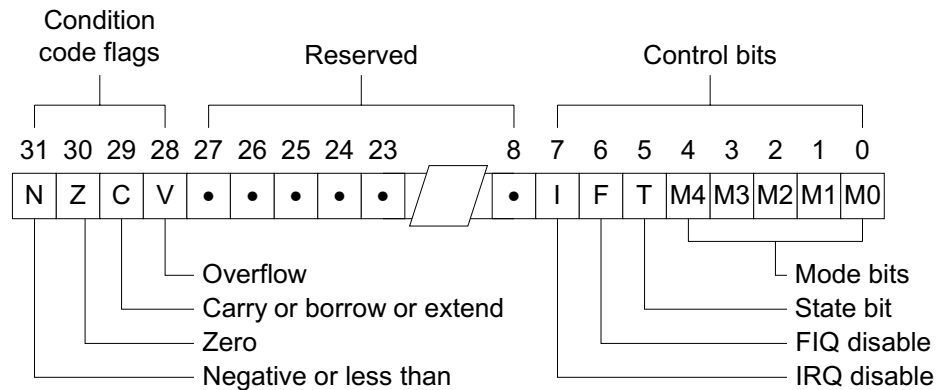 Condition
code flags
Reserved
Control bits
31 30 29 28 27 26 25 24 23 8 7 6 5 4 3 2 1 0
N Z C V • • • • • • I F T M4 M3 M2 M1 M0
Overflow
Mode bits
Carry or borrow or extend
State bit
Zero
FIQ disable
Negative or less than
IRQ disable